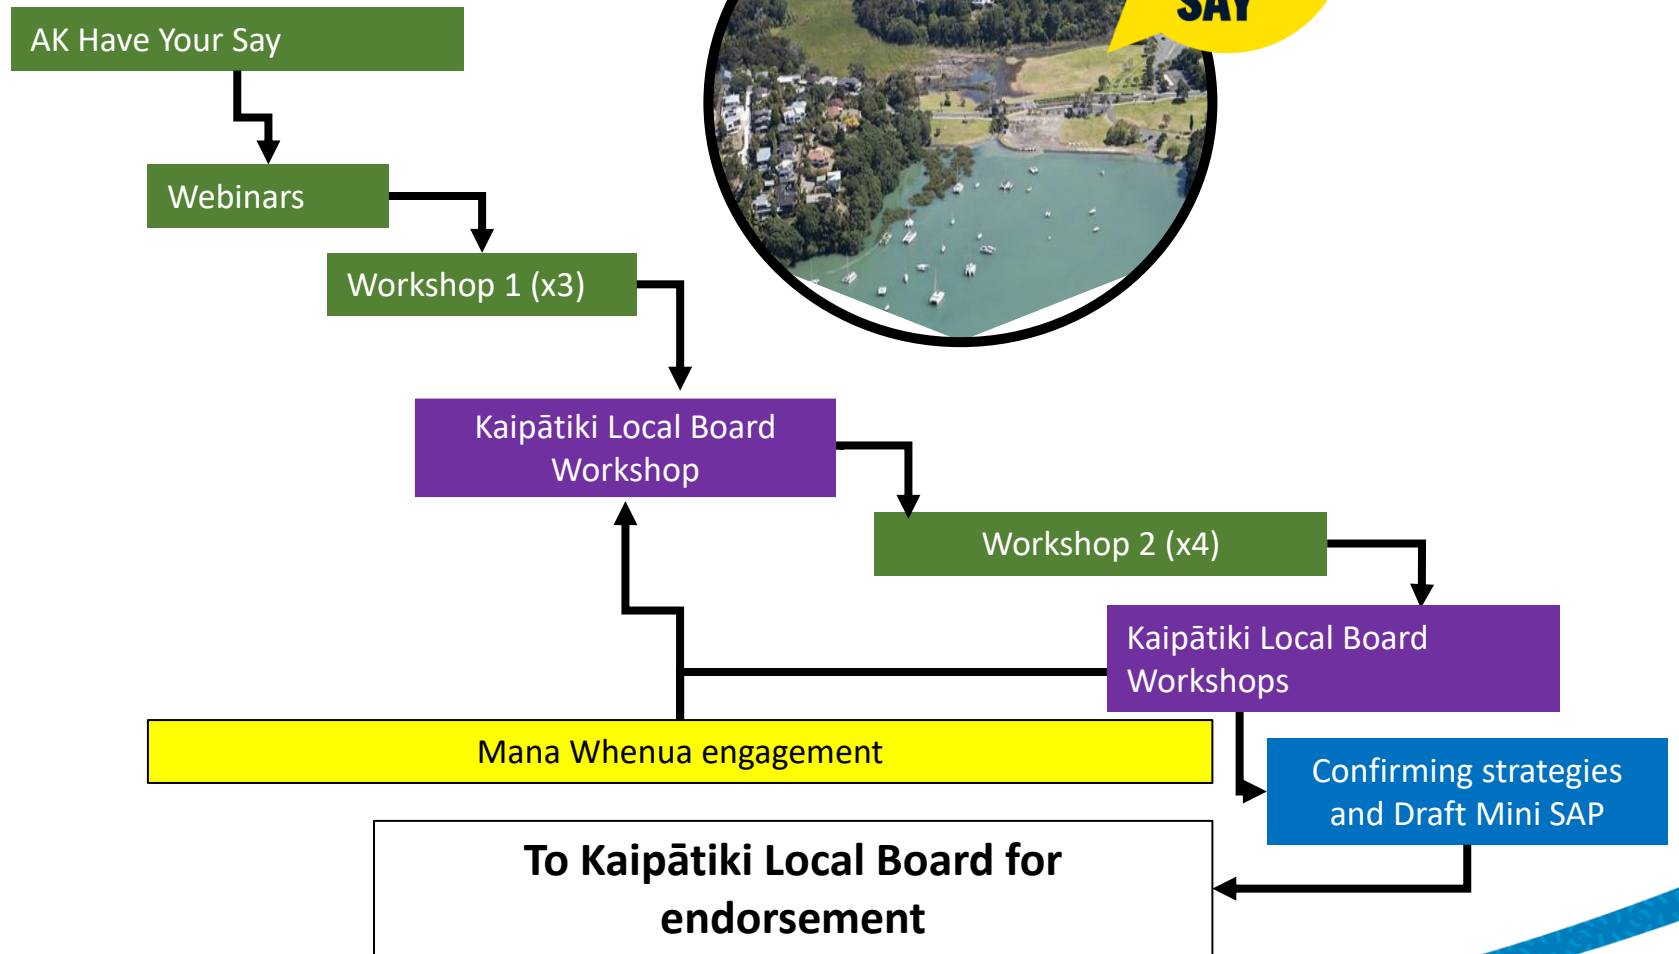 SAY
AK Have Your Say
Webinars
Workshop 1 (x3)
Kaipātiki Local Board
Workshop
Workshop 2 (x4)
Kaipātiki Local Board
Workshops
Mana Whenua engagement
Confirming strategies
and Draft Mini SAP
To Kaipātiki Local Board for
endorsement